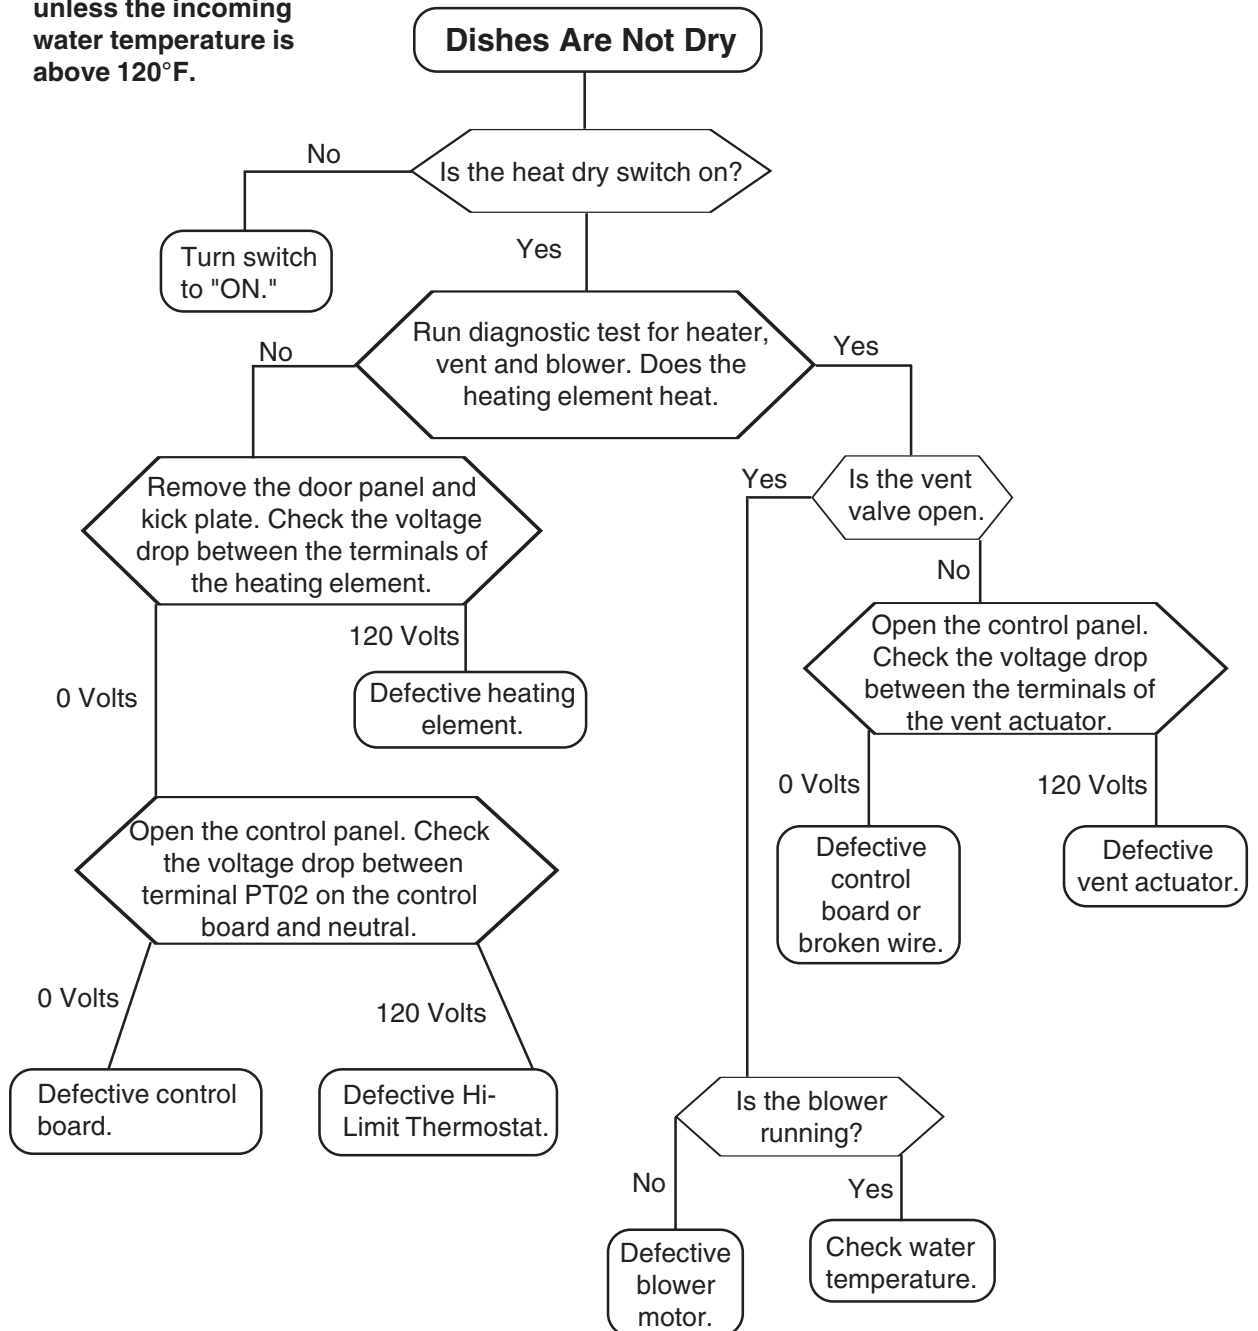 unless the incoming
water temperature is
above 120°F.
Dishes Are Not Dry
No
Is the heat dry switch on?
Yes
Turn switch
to "ON."
Run diagnostic test for heater,
vent and blower. Does the
heating element heat.
No
Yes
Remove the door panel and
kick plate. Check the voltage
drop between the terminals of
the heating element.
Yes
Is the vent
valve open.
No
120 Volts
0 Volts
Defective heating
element.
Open the control panel.
Check the voltage drop
between the terminals of
the vent actuator.
0 Volts
120 Volts
Defective
control
board or
broken wire.
Defective
vent actuator.
Open the control panel. Check
the voltage drop between
terminal PT02 on the control
board and neutral.
0 Volts
120 Volts
Defective control
board.
Defective Hi-
Limit Thermostat.
Is the blower
running?
No
Yes
Defective
blower
motor.
Check water
temperature.